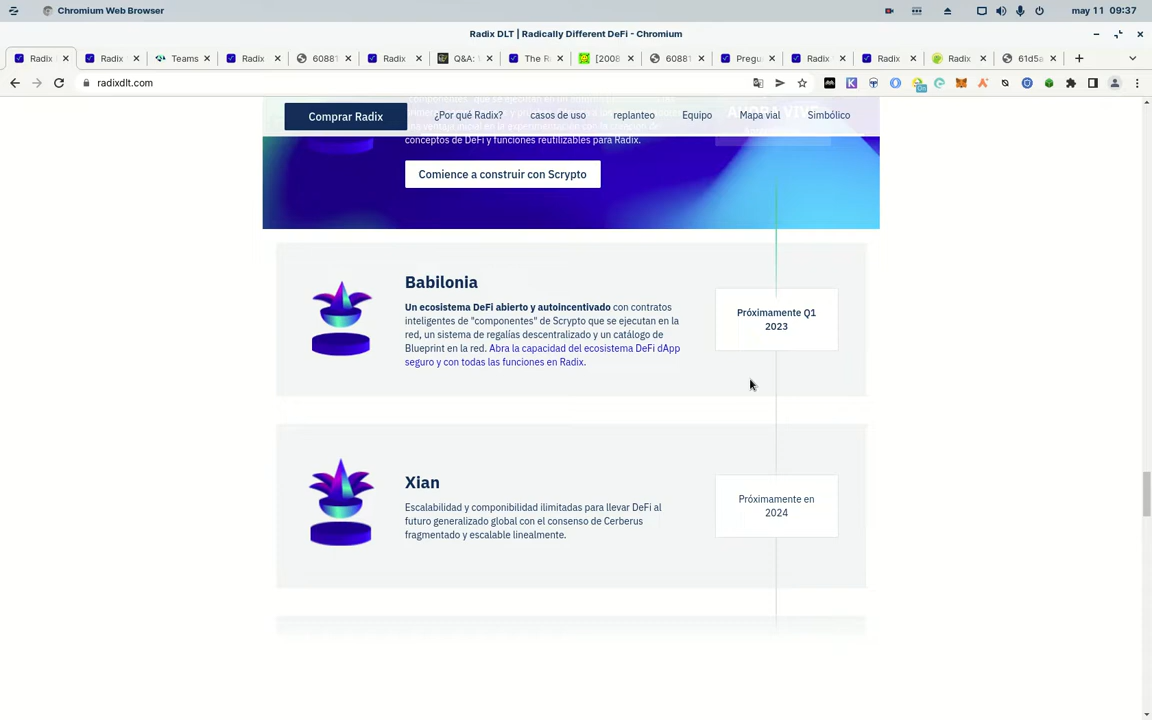 Chromium Web Browser
may 11 09:37
Radix DLT | Radically Different DeFi - Chromium
Radix
Radix
Teams
Radix
6088
Radix
Q&A:
The R
[2008
6088
Pregu
Radix
Radix
Radix
61d5a
radixdlt.com
Comprar Radix
¿Por qué Radix?
casos de uso
replanteo
Equipo
Mapa vial
Simbólico
conceptos de DeFi y funciones reutilizables para Radix.
Comience a construir con Scrypto
Babilonia
Un ecosistema DeFi abierto y autoincentivado con contratos
inteligentes de "componentes" de Scrypto que se ejecutan en la
red, un sistema de regalías descentralizado y un catálogo de
Blueprint en la red. Abra la capacidad del ecosistema DeFi dApp
seguro y con todas las funciones en Radix.
Próximamente Q1
2023
Xian
Escalabilidad y componibilidad ilimitadas para llevar DeFi al
futuro generalizado global con el consenso de Cerberus
fragmentado y escalable linealmente.
Próximamente en
2024